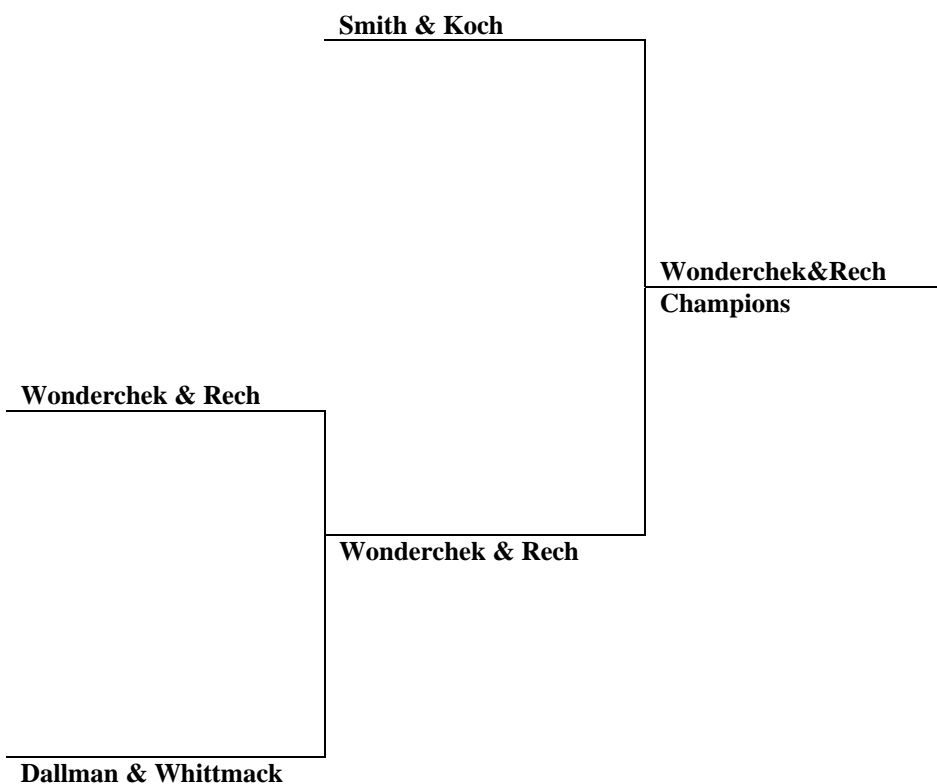 Smith & Koch
Wonderchek&Rech
Champions
Wonderchek & Rech
Wonderchek & Rech
Dallman & Whittmack